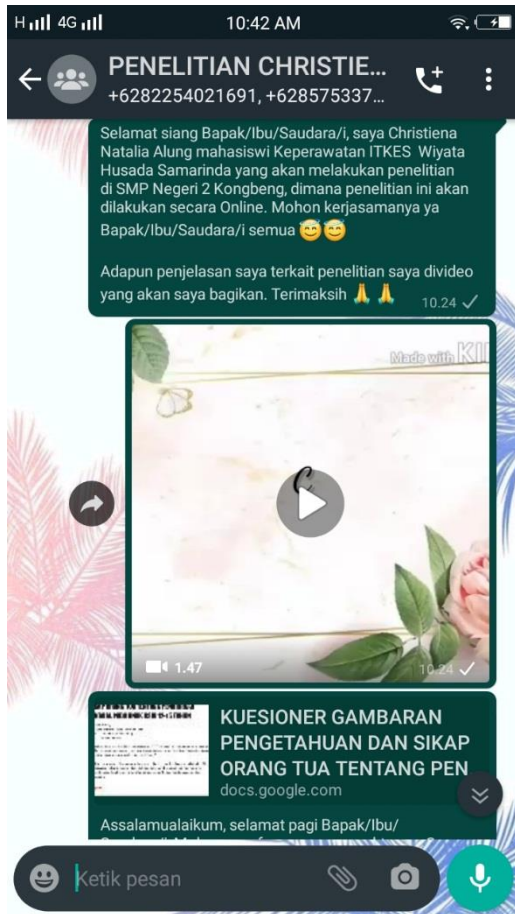 H 4G 10:42 AM
PENELITIAN CHRISTIE...
+6282254021691, +628575337...
Selamat siang Bapak/Ibu/Saudara/i, saya Christiena
Natalia Alung mahasiswi Keperawatan ITKES Wiyata
Husada Samarinda yang akan melakukan penelitian
di SMP Negeri 2 Kongbeng, dimana penelitian ini akan
dilakukan secara Online. Mohon kerjasamanya ya
Bapak/Ibu/Saudara/i semua 😇😇
Adapun penjelasan saya terkait penelitian saya divideo
yang akan saya bagikan. Terimaksih 🙏🙏
10.24
Made with KI
1.47
10.24
KUESIONER GAMBARAN
PENGETAHUAN DAN SIKAP
ORANG TUA TENTANG PEN
docs.google.com
Assalamualaikum, selamat pagi Bapak/Ibu/
Ketik pesan